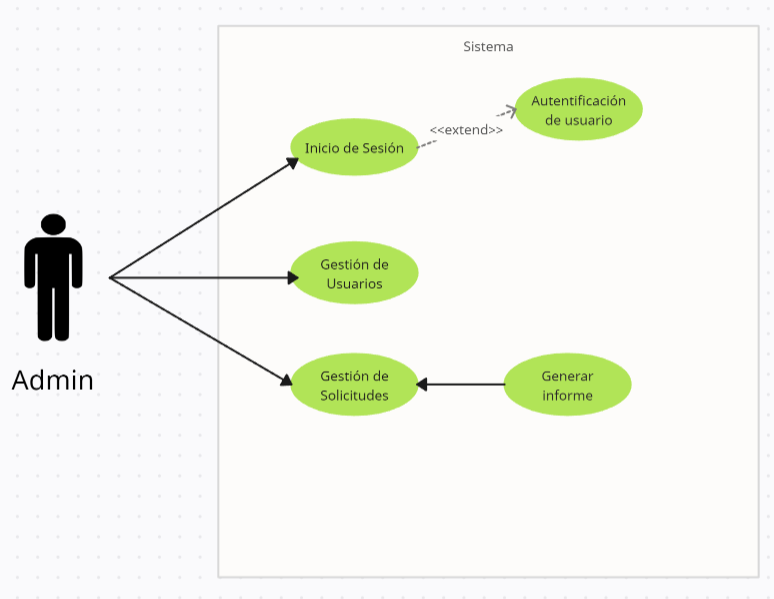 Sistema
Autentificación
de usuario
<<extend>>
Inicio de Sesión
Gestión de
Usuarios
Admin
Gestión de
Solicitudes
Generar
informe